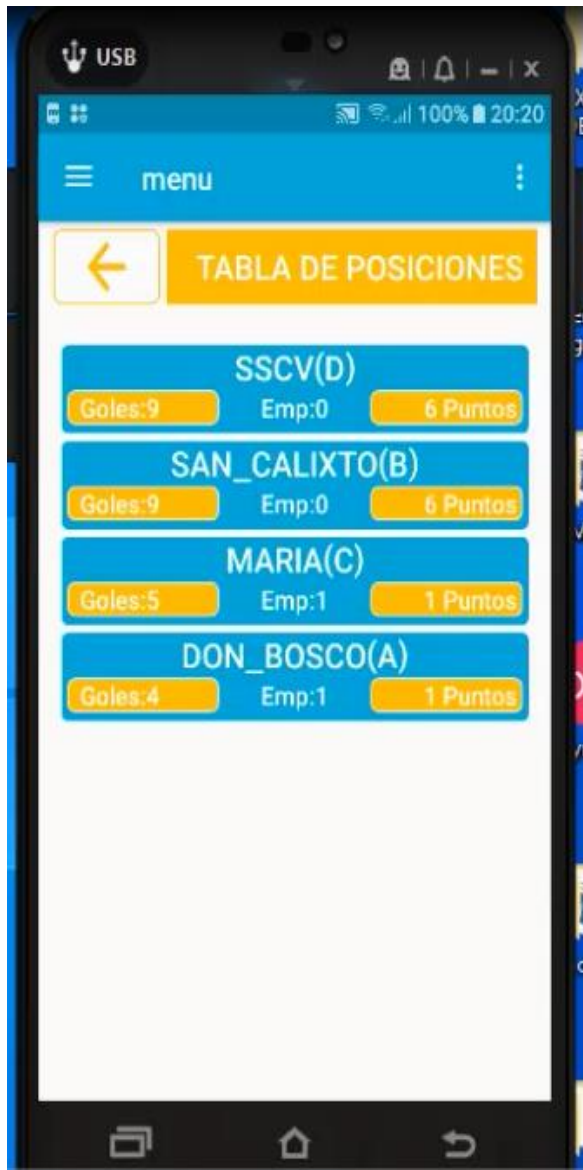 USB
100% 20:20
menu
TABLA DE POSICIONES
SSCV(D)
Goles:9 Emp:0 6 Puntos
SAN_CALIXTO(B)
Goles:9 Emp:0 6 Puntos
MARIA(C)
Goles:5 Emp:1 1 Puntos
DON_BOSCO(A)
Goles:4 Emp:1 1 Puntos